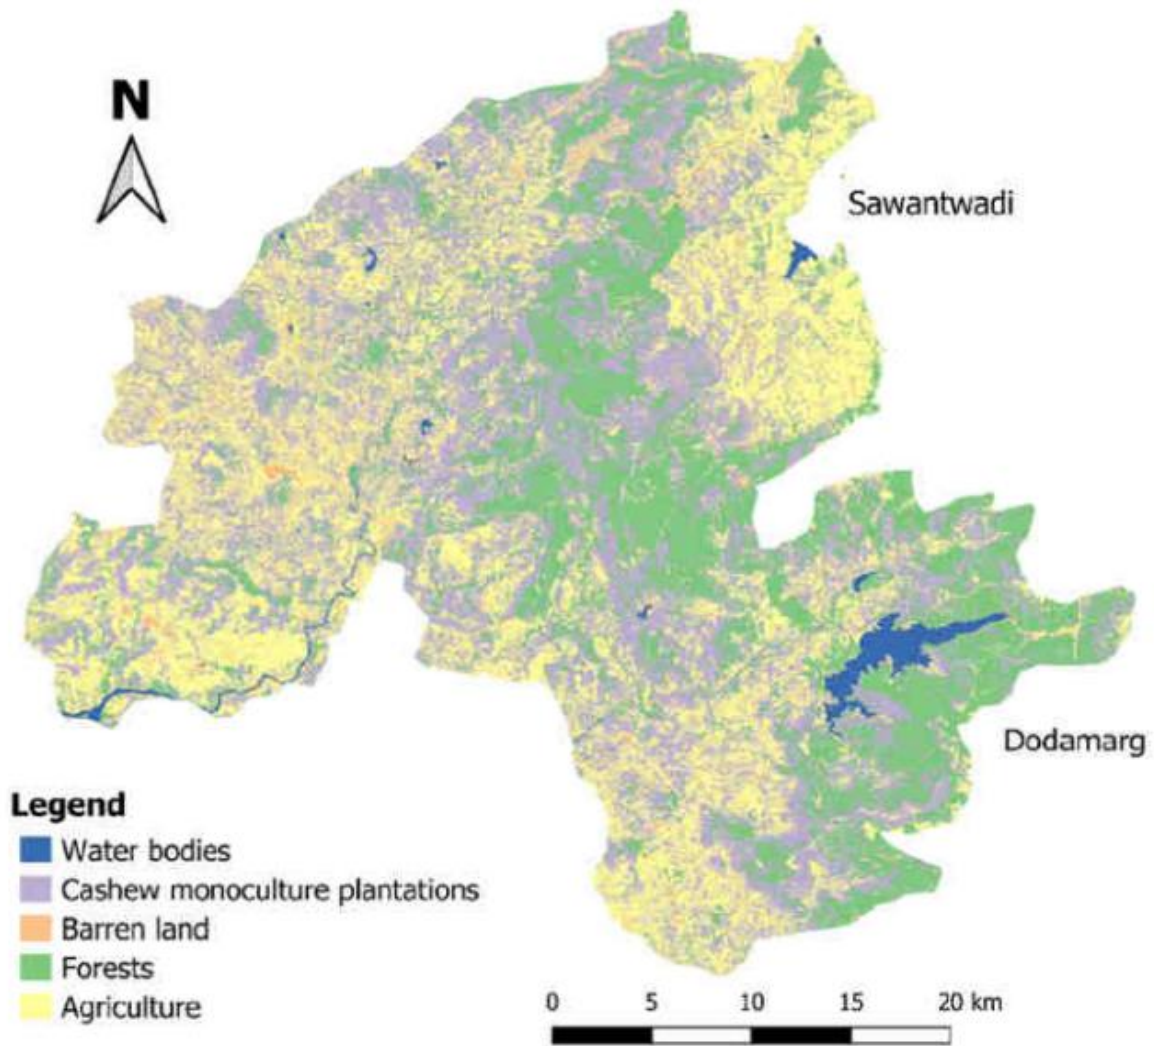 N
Sawantwadi
Dodamarg
Legend
Water bodies
Cashew monoculture plantations
Barren land
Forests
Agriculture
0 5 10 15 20 km